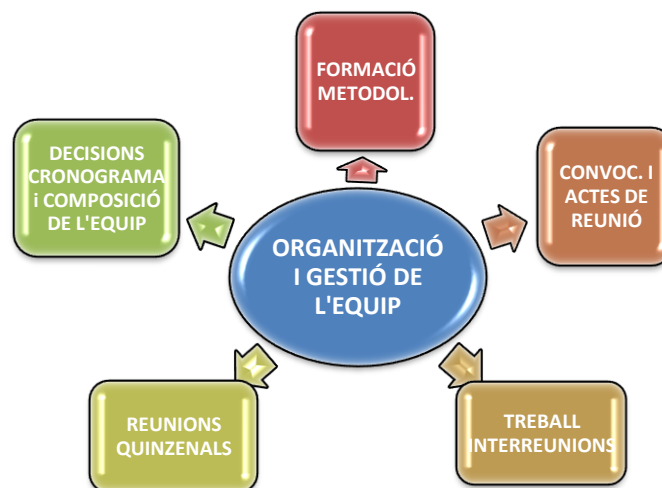 FORMACIÓ
METODOL.
DECISIONS
CRONOGRAMA
i COMPOSICIÓ
DE L'EQUIP
CONVOC. I
ACTES DE
REUNIÓ
ORGANITZACIÓ
I GESTIÓ DE
L'EQUIP
REUNIONS
QUINZENALS
TREBALL
INTERREUNIONS